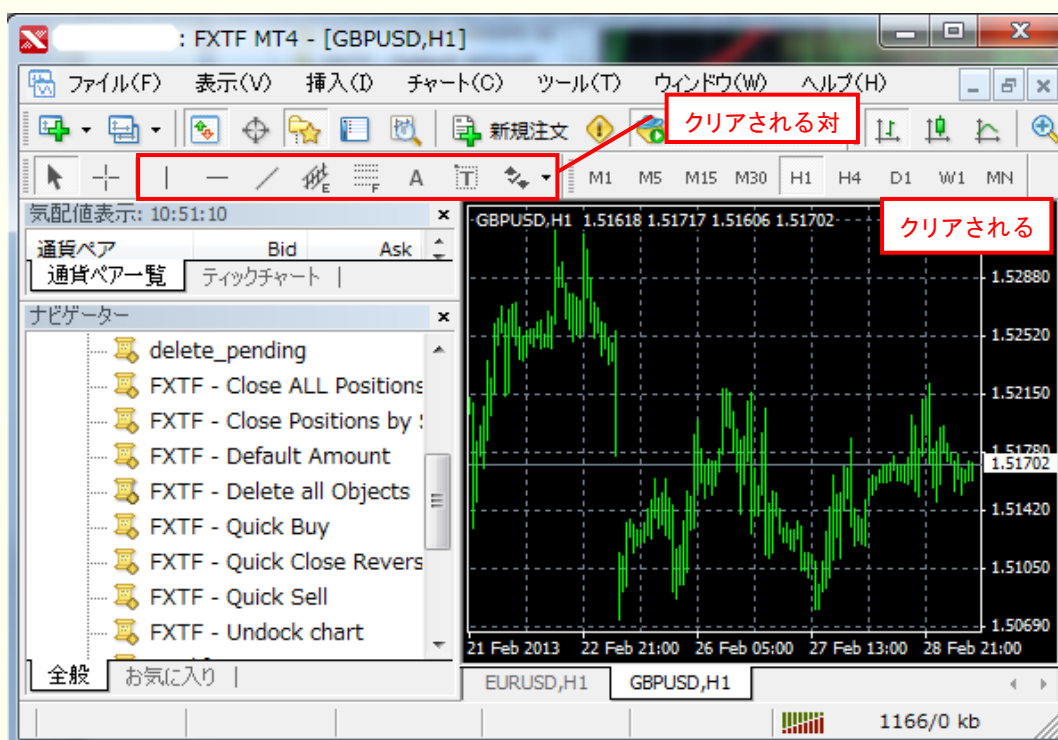 : FXTF MT4 - [GBPUSD,H1]
ファイル(F) 表示(V) 挿入(I) チャート(C) ツール(T) ウィンドウ(W) ヘルプ(H)
新規注文
クリアされる対
E F A T M1 M5 M15 M30 H1 H4 D1 W1 MN
気配値表示: 10:51:10
通貨ペア Bid Ask
通貨ペア一覧 ティックチャート
ナビゲーター
delete_pending
FXTF - Close ALL Positions
FXTF - Close Positions by
FXTF - Default Amount
FXTF - Delete all Objects
FXTF - Quick Buy
FXTF - Quick Close Revers
FXTF - Quick Sell
FXTF - Undock chart
全般 お気に入り
GBPUSD,H1 1.51618 1.51717 1.51606 1.51702
クリアされる
1.52880
1.52520
1.52150
1.51780
1.51702
1.51420
1.51050
1.50690
21 Feb 2013 22 Feb 21:00 26 Feb 05:00 27 Feb 13:00 28 Feb 21:00
EURUSD,H1 GBPUSD,H1
1166/0 kb